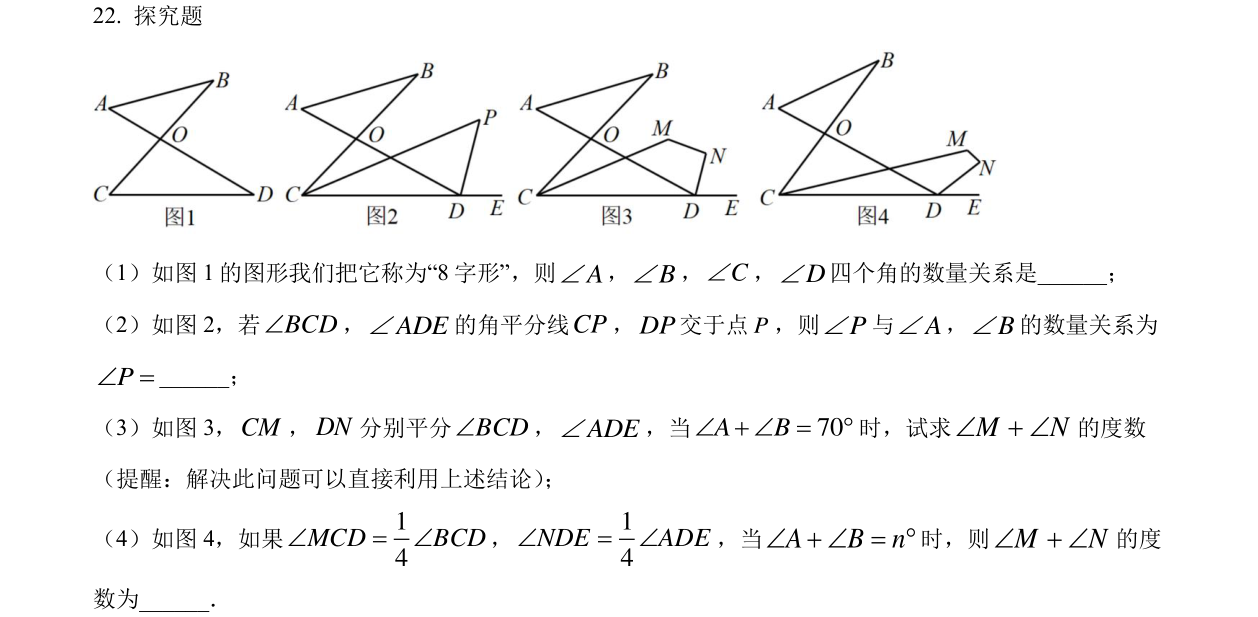 22. 探究题
A B O C D 图1
A B O P C D E 图2
A B O M N C D E 图3
A B O M N C D E 图4
（1）如图 1 的图形我们把它称为“8 字形”，则∠A，∠B，∠C，∠D四个角的数量关系是______；
（2）如图 2，若∠BCD，∠ADE的角平分线CP，DP交于点P，则∠P与∠A，∠B的数量关系为
∠P＝______；
（3）如图 3，CM，DN分别平分∠BCD，∠ADE，当∠A+∠B＝70°时，试求∠M＋∠N的度数
（提醒：解决此问题可以直接利用上述结论）；
（4）如图 4，如果∠MCD＝1/4∠BCD，∠NDE＝1/4∠ADE，当∠A+∠B＝n°时，则∠M＋∠N的度
数为______．